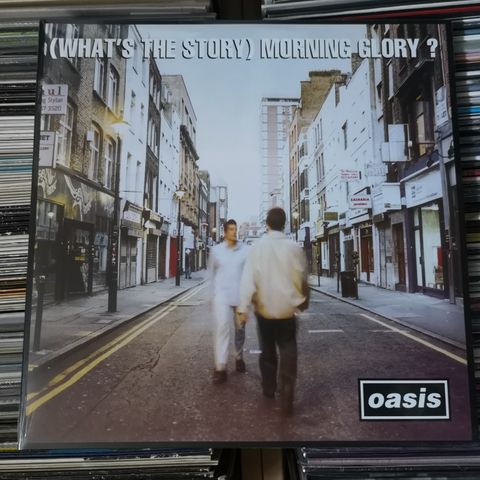 (WHAT'S THE STORY) MORNING GLORY ?
oasis